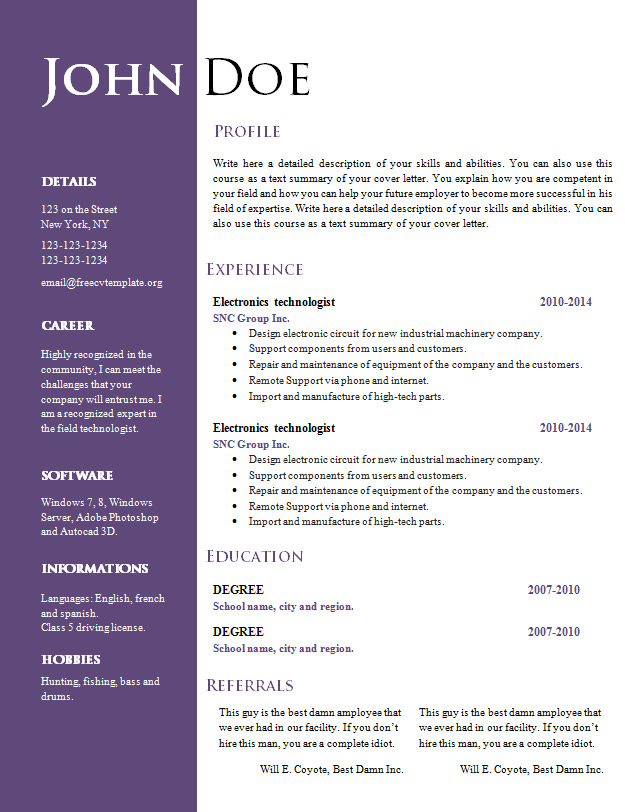 John Doe
DETAILS
123 on the Street
New York, NY
123-123-1234
123-123-1234
email@freecvtemplate.org
CAREER
Highly recognized in the
community, I can meet the
challenges that your
company will entrust me. I
am a recognized expert in
the field technologist.
SOFTWARE
Windows 7, 8, Windows
Server, Adobe Photoshop
and Autocad 3D.
INFORMATIONS
Languages: English, french
and spanish.
Class 5 driving license.
HOBBIES
Hunting, fishing, bass and
drums.
Profile
Write here a detailed description of your skills and abilities. You can also use this
course as a text summary of your cover letter. You explain how you are competent in
your field and how you can help your future employer to become more successful in his
field of expertise. Write here a detailed description of your skills and abilities. You can
also use this course as a text summary of your cover letter.
Experience
Electronics technologist 2010-2014
SNC Group Inc.
• Design electronic circuit for new industrial machinery company.
• Support components from users and customers.
• Repair and maintenance of equipment of the company and the customers.
• Remote Support via phone and internet.
• Import and manufacture of high-tech parts.
Electronics technologist 2010-2014
SNC Group Inc.
• Design electronic circuit for new industrial machinery company.
• Support components from users and customers.
• Repair and maintenance of equipment of the company and the customers.
• Remote Support via phone and internet.
• Import and manufacture of high-tech parts.
Education
DEGREE 2007-2010
School name, city and region.
DEGREE 2007-2010
School name, city and region.
Referrals
This guy is the best damn amployee that
we ever had in our facility. If you don’t
hire this man, you are a complete idiot.
Will E. Coyote, Best Damn Inc.
This guy is the best damn amployee that
we ever had in our facility. If you don’t
hire this man, you are a complete idiot.
Will E. Coyote, Best Damn Inc.